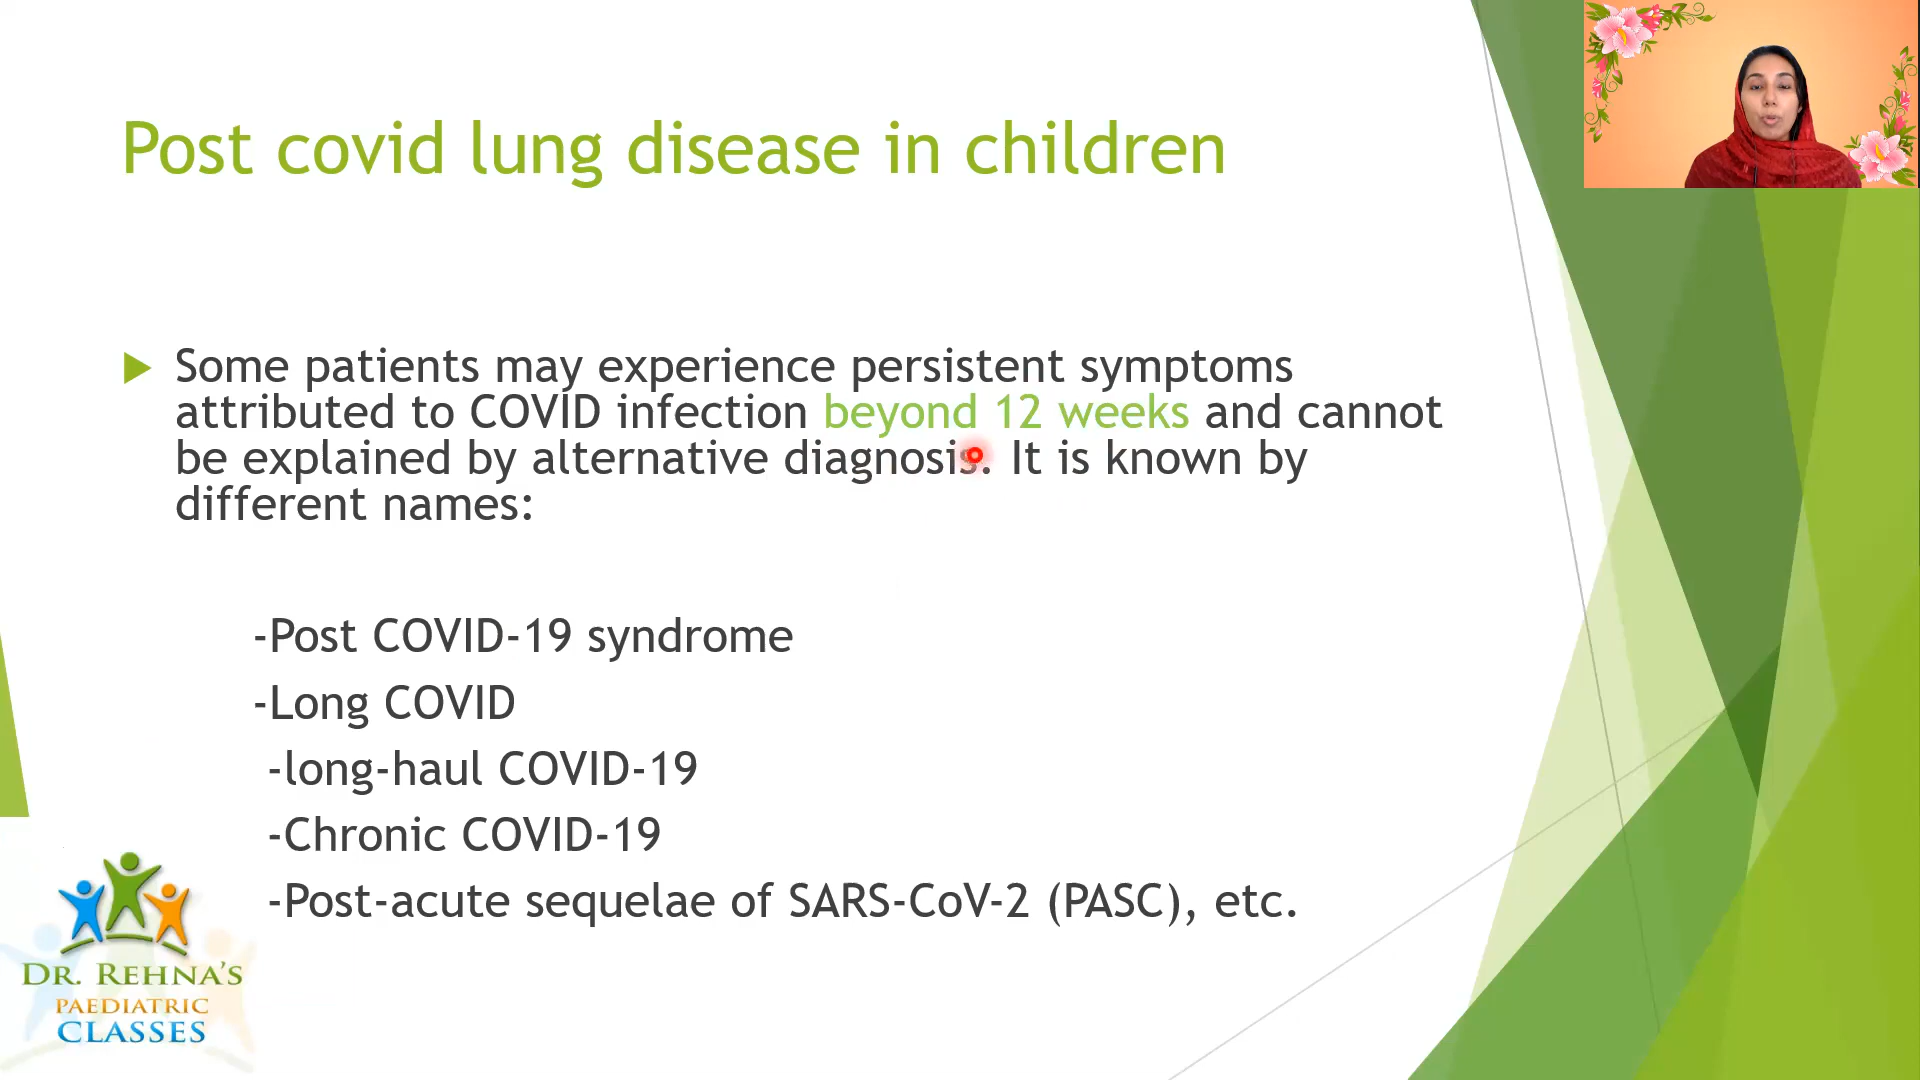 Post covid lung disease in children
Some patients may experience persistent symptoms
attributed to COVID infection beyond 12 weeks and cannot
be explained by alternative diagnosis. It is known by
different names:
-Post COVID-19 syndrome
-Long COVID
-long-haul COVID-19
-Chronic COVID-19
-Post-acute sequelae of SARS-CoV-2 (PASC), etc.
DR. REHNA'S
PAEDIATRIC
CLASSES